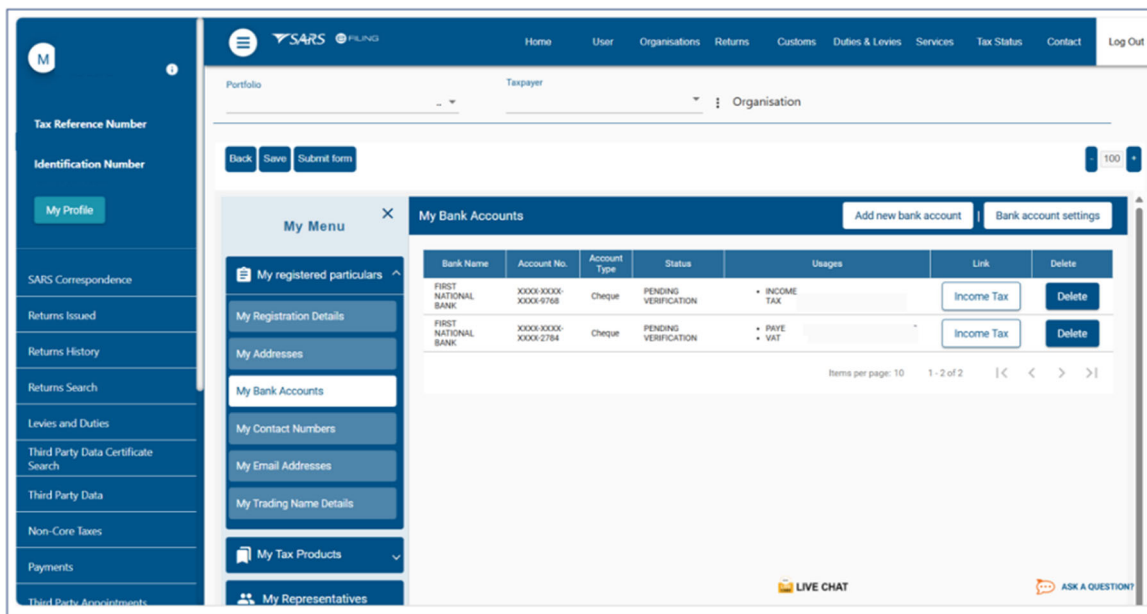 M
i
Tax Reference Number
Identification Number
My Profile
SARS Correspondence
Returns Issued
Returns History
Returns Search
Levies and Duties
Third Party Data Certificate
Search
Third Party Data
Non-Core Taxes
Payments
Third Party Appointments
SARS eFILING
Home User Organisations Returns Customs Duties & Levies Services Tax Status Contact Log Out
Portfolio Taxpayer
.. Organisation
Back Save Submit form - 100 +
My Menu
My registered particulars
My Registration Details
My Addresses
My Bank Accounts
My Contact Numbers
My Email Addresses
My Trading Name Details
My Tax Products
My Representatives
My Bank Accounts Add new bank account | Bank account settings
Bank Name Account No. Account Type Status Usages Link Delete
FIRST NATIONAL BANK XXXX-XXXX-XXXX-9768 Cheque PENDING VERIFICATION • INCOME TAX Income Tax Delete
FIRST NATIONAL BANK XXXX-XXXX-XXXX-2784 Cheque PENDING VERIFICATION • PAYE • VAT Income Tax Delete
Items per page: 10 1 - 2 of 2 |< < > >|
LIVE CHAT
ASK A QUESTION?